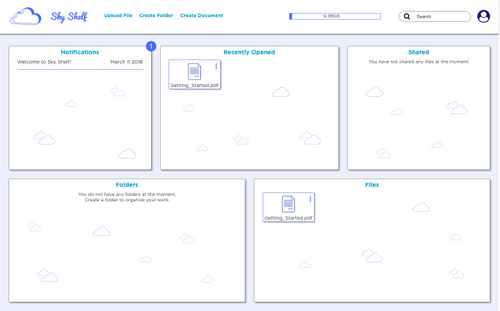 Sky Shelf
Upload File Create Folder Create Document
14.98GB
Search
Notifications
1
Welcome to Sky Shelf! March 11 2018
Recently Opened
Getting_Started.pdf
Shared
You have not shared any files at the moment.
Folders
You do not have any folders at the moment.
Create a folder to organize your work.
Files
Getting_Started.pdf